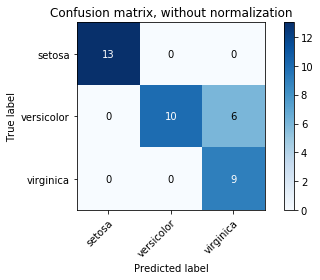 Confusion matrix, without normalization
True label
setosa 13 0 0
versicolor 0 10 6
virginica 0 0 9
setosa versicolor virginica
Predicted label
12
10
8
6
4
2
0